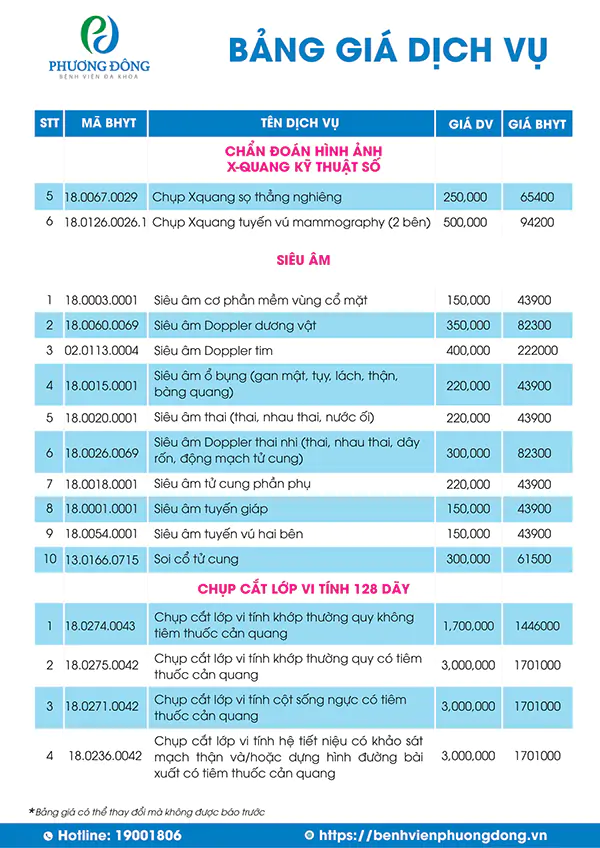 PHƯƠNG ĐÔNG
BỆNH VIỆN ĐA KHOA
BẢNG GIÁ DỊCH VỤ
STT MÃ BHYT TÊN DỊCH VỤ GIÁ DV GIÁ BHYT
CHẨN ĐOÁN HÌNH ẢNH
X-QUANG KỸ THUẬT SỐ
5 18.0067.0029 Chụp Xquang sọ thẳng nghiêng 250,000 65400
6 18.0126.0026.1 Chụp Xquang tuyến vú mammography (2 bên) 500,000 94200
SIÊU ÂM
1 18.0003.0001 Siêu âm cơ phần mềm vùng cổ mặt 150,000 43900
2 18.0060.0069 Siêu âm Doppler dương vật 350,000 82300
3 02.0113.0004 Siêu âm Doppler tim 400,000 222000
4 18.0015.0001 Siêu âm ổ bụng (gan mật, tụy, lách, thận, 220,000 43900
bàng quang)
5 18.0020.0001 Siêu âm thai (thai, nhau thai, nước ối) 220,000 43900
6 18.0026.0069 Siêu âm Doppler thai nhi (thai, nhau thai, dây 300,000 82300
rốn, động mạch tử cung)
7 18.0018.0001 Siêu âm tử cung phần phụ 220,000 43900
8 18.0001.0001 Siêu âm tuyến giáp 150,000 43900
9 18.0054.0001 Siêu âm tuyến vú hai bên 150,000 43900
10 13.0166.0715 Soi cổ tử cung 300,000 61500
CHỤP CẮT LỚP VI TÍNH 128 DÃY
1 18.0274.0043 Chụp cắt lớp vi tính khớp thường quy không 1,700,000 1446000
tiêm thuốc cản quang
2 18.0275.0042 Chụp cắt lớp vi tính khớp thường quy có tiêm 3,000,000 1701000
thuốc cản quang
3 18.0271.0042 Chụp cắt lớp vi tính cột sống ngực có tiêm 3,000,000 1701000
thuốc cản quang
4 18.0236.0042 Chụp cắt lớp vi tính hệ tiết niệu có khảo sát 3,000,000 1701000
mạch thận và/hoặc dựng hình đường bài
xuất có tiêm thuốc cản quang
*Bảng giá có thể thay đổi mà không được báo trước
Hotline: 19001806 https://benhvienphuongdong.vn